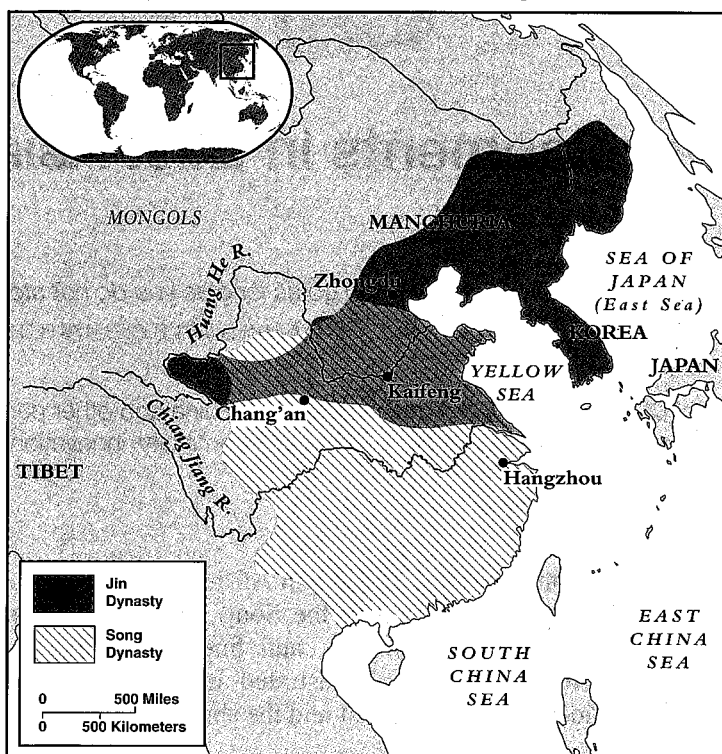 MONGOLS
MANCHURIA
Huang He R.
Zhongdu
SEA OF
JAPAN
(East Sea)
KOREA
JAPAN
YELLOW
SEA
Kaifeng
Chang'an
Chiang Jiang R.
TIBET
Hangzhou
Jin
Dynasty
Song
Dynasty
0 500 Miles
0 500 Kilometers
SOUTH
CHINA
SEA
EAST
CHINA
SEA